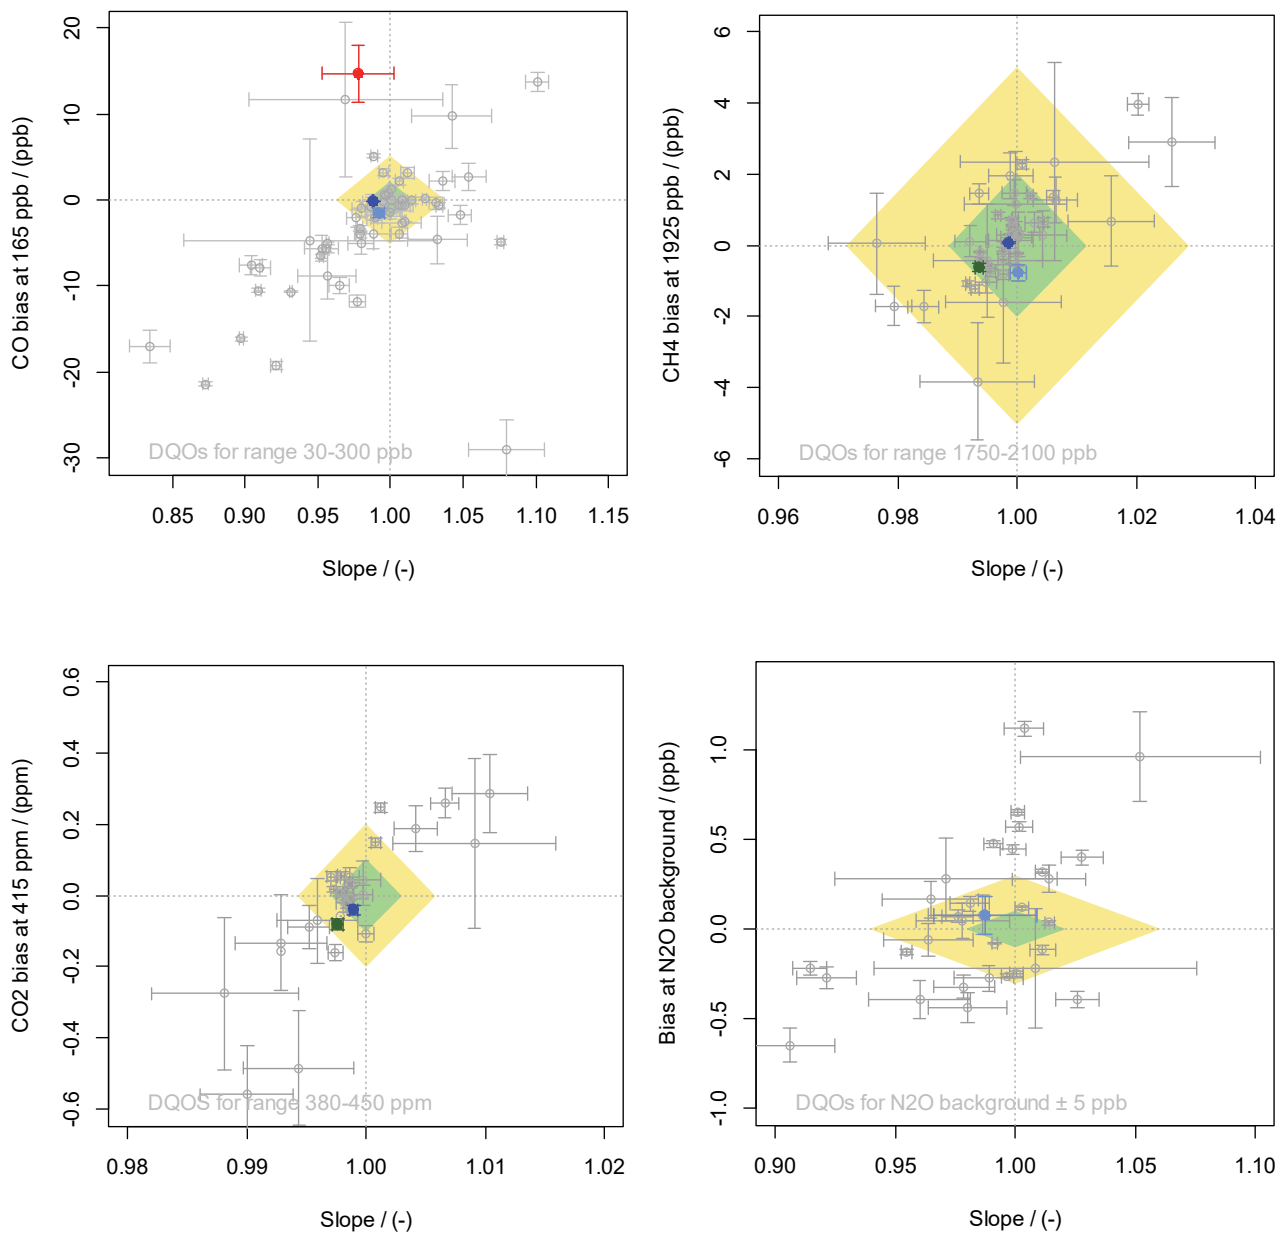 CO bias at 165 ppb / (ppb)
20
10
0
-10
-20
-30
DQOs for range 30-300 ppb
0.85 0.90 0.95 1.00 1.05 1.10 1.15
Slope / (-)
CH4 bias at 1925 ppb / (ppb)
6
4
2
0
-2
-4
-6
DQOs for range 1750-2100 ppb
0.96 0.98 1.00 1.02 1.04
Slope / (-)
CO2 bias at 415 ppm / (ppm)
0.6
0.4
0.2
0.0
-0.2
-0.4
-0.6
DQOS for range 380-450 ppm
0.98 0.99 1.00 1.01 1.02
Slope / (-)
Bias at N2O background / (ppb)
1.0
0.5
0.0
-0.5
-1.0
DQOs for N2O background ± 5 ppb
0.90 0.95 1.00 1.05 1.10
Slope / (-)